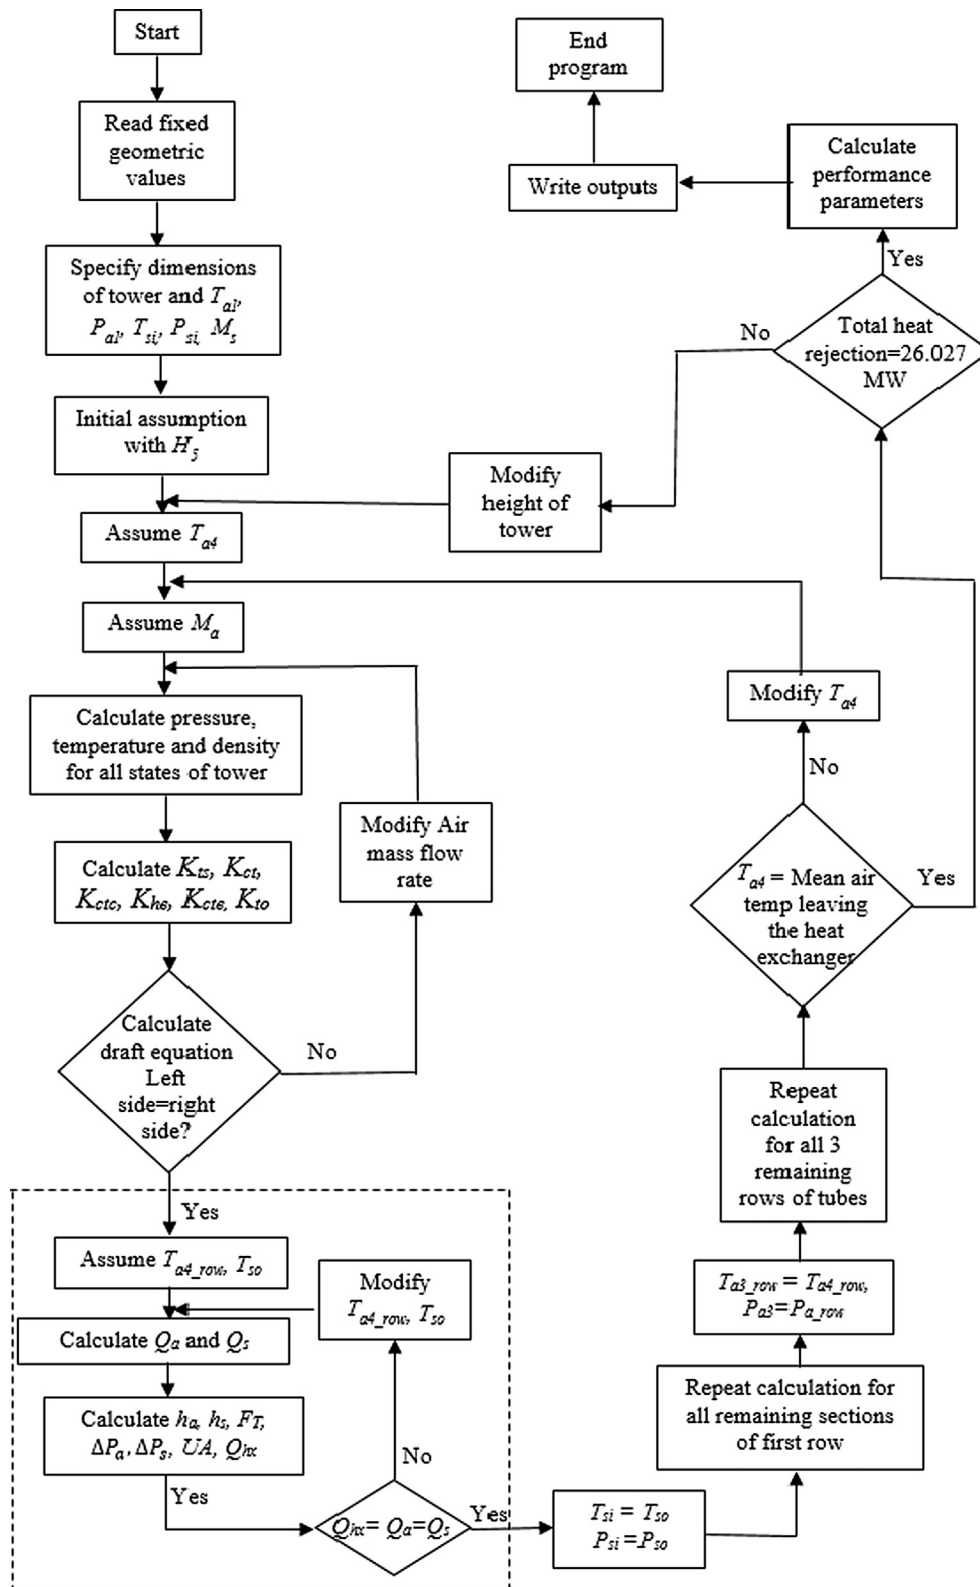 Start
Read fixed
geometric
values
Specify dimensions
of tower and Ta1,
Pa1, Tsi, Psi, Ms
Initial assumption
with H5
Assume Ta4
Assume Ma
Calculate pressure,
temperature and density
for all states of tower
Calculate Kts, Kct,
Kctc, Khe, Kcte, Kto
Calculate
draft equation
Left
side=right
side?
No
Modify Air
mass flow
rate
Yes
Assume Ta4_row, Tso
Calculate Qa and Qs
Calculate ha, hs, FT,
ΔPa, ΔPs, UA, Qhx
Yes
Qhx= Qa=Qs
No
Modify
Ta4_row, Tso
Yes
Tsi = Tso
Psi =Pso
Repeat calculation for
all remaining sections
of first row
Ta3_row = Ta4_row,
Pa3=Pa_row
Repeat
calculation
for all 3
remaining
rows of tubes
Ta4 = Mean air
temp leaving
the heat
exchanger
No
Modify Ta4
Yes
Total heat
rejection=26.027
MW
No
Modify
height of
tower
Yes
Calculate
performance
parameters
Write outputs
End
program